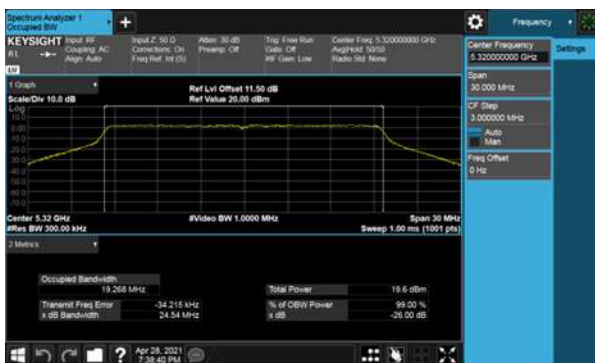 Spectrum Analyzer 1
Occupied BW
+
Frequency
KEYSIGHT
Input: RF
Input Z: 50 Ω
Atten: 30 dB
Trig: Free Run
Center Freq: 5.320000000 GHz
RL
Coupling: AC
Corrections: On
Preamp: Off
Gate: Off
Avg|Hold: 50/50
Align: Auto
Freq Ref: Int (S)
#IF Gain: Low
Radio Std: None
Center Frequency
5.320000000 GHz
Settings
Span
30.000 MHz
CF Step
3.000000 MHz
Auto
Man
Freq Offset
0 Hz
1 Graph
Ref Lvl Offset 11.50 dB
Scale/Div 10.0 dB
Ref Value 20.00 dBm
Log
10.0
0.00
Center 5.32 GHz
#Video BW 1.0000 MHz
Span 30 MHz
#Res BW 300.00 kHz
Sweep 1.00 ms (1001 pts)
2 Metrics
Occupied Bandwidth
19.268 MHz
Total Power
19.6 dBm
Transmit Freq Error
-34.215 kHz
% of OBW Power
99.00 %
x dB Bandwidth
24.54 MHz
x dB
-26.00 dB
?
Apr 28, 2021
7:38:40 PM